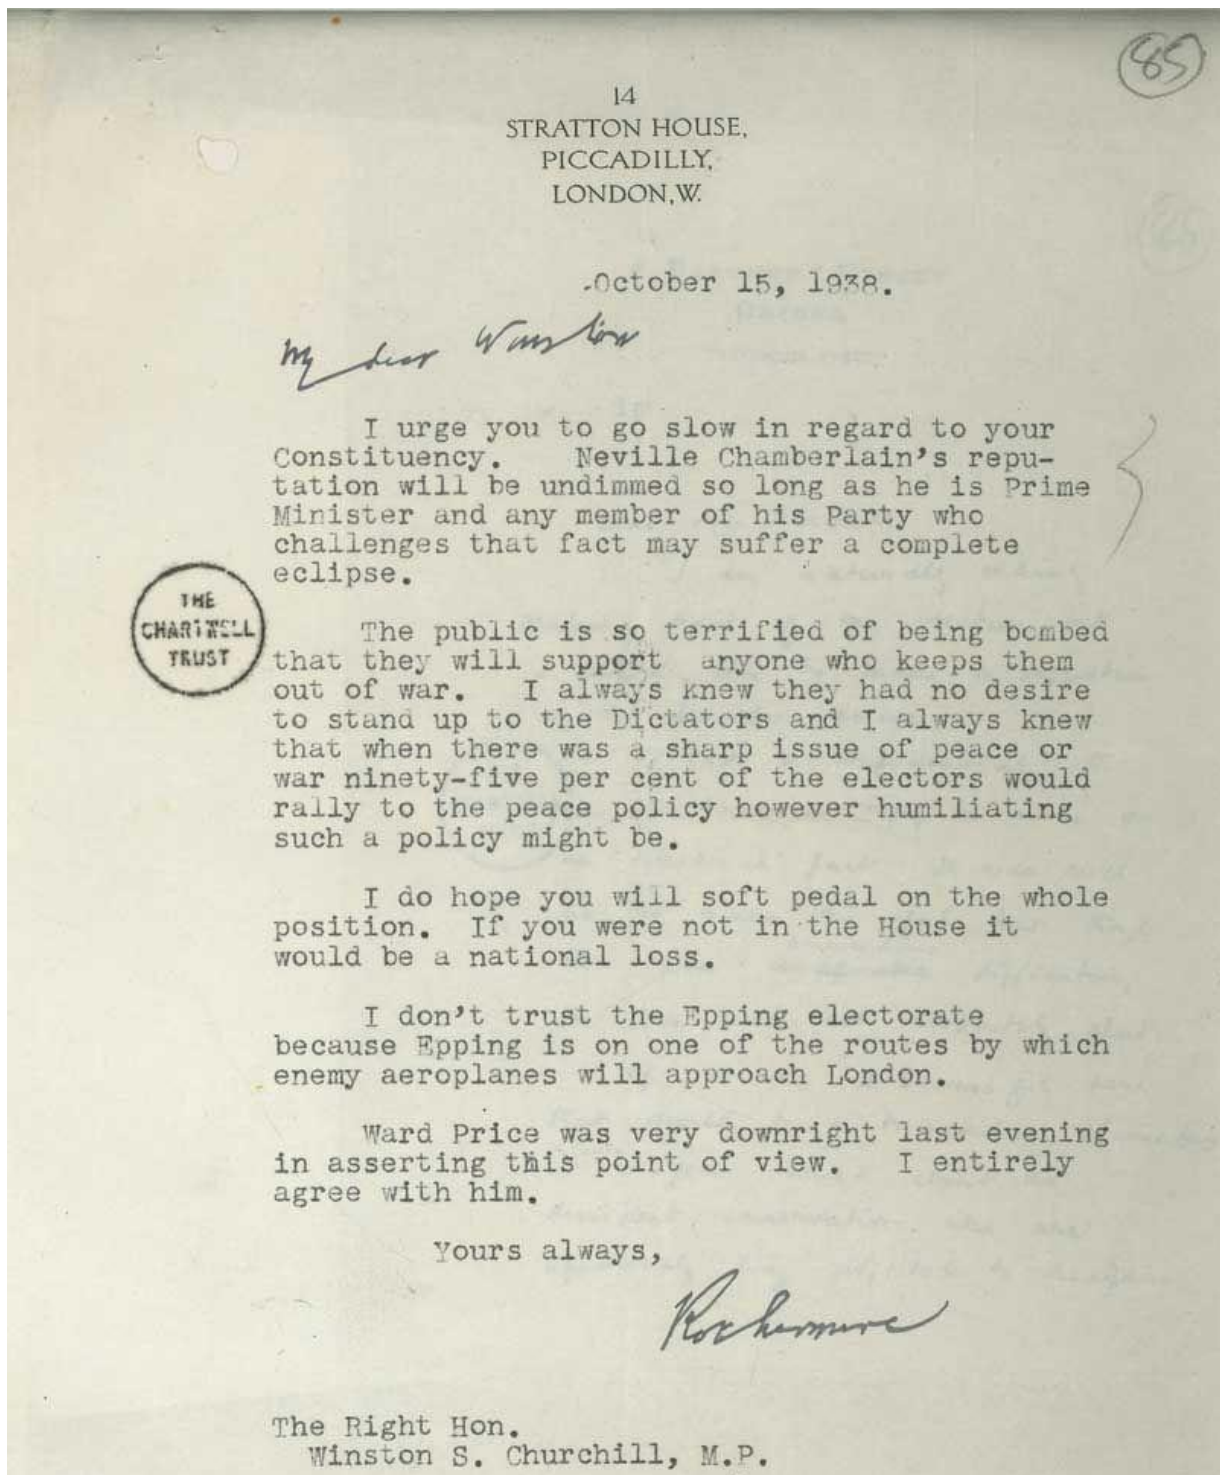 85
14
STRATTON HOUSE,
PICCADILLY,
LONDON, W.
October 15, 1938.
My dear Winston
I urge you to go slow in regard to your
Constituency. Neville Chamberlain's repu-
tation will be undimmed so long as he is Prime
Minister and any member of his Party who
challenges that fact may suffer a complete
eclipse.
THE
CHARTWELL
TRUST
The public is so terrified of being bombed
that they will support anyone who keeps them
out of war. I always knew they had no desire
to stand up to the Dictators and I always knew
that when there was a sharp issue of peace or
war ninety-five per cent of the electors would
rally to the peace policy however humiliating
such a policy might be.
I do hope you will soft pedal on the whole
position. If you were not in the House it
would be a national loss.
I don't trust the Epping electorate
because Epping is on one of the routes by which
enemy aeroplanes will approach London.
Ward Price was very downright last evening
in asserting this point of view. I entirely
agree with him.
Yours always,
Rothermere
The Right Hon.
Winston S. Churchill, M.P.